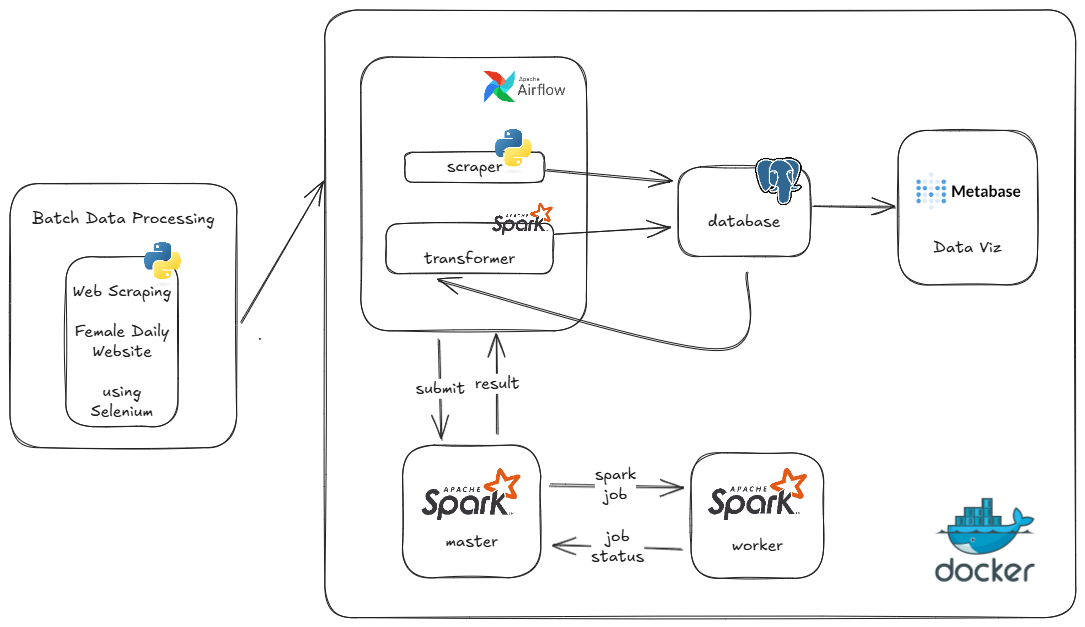 Batch Data Processing
Web Scraping
Female Daily
Website
using
Selenium
Apache
Airflow
scraper
APACHE
Spark
transformer
database
Metabase
Data Viz
submit
result
APACHE
Spark
master
spark
job
job
status
APACHE
Spark
worker
docker